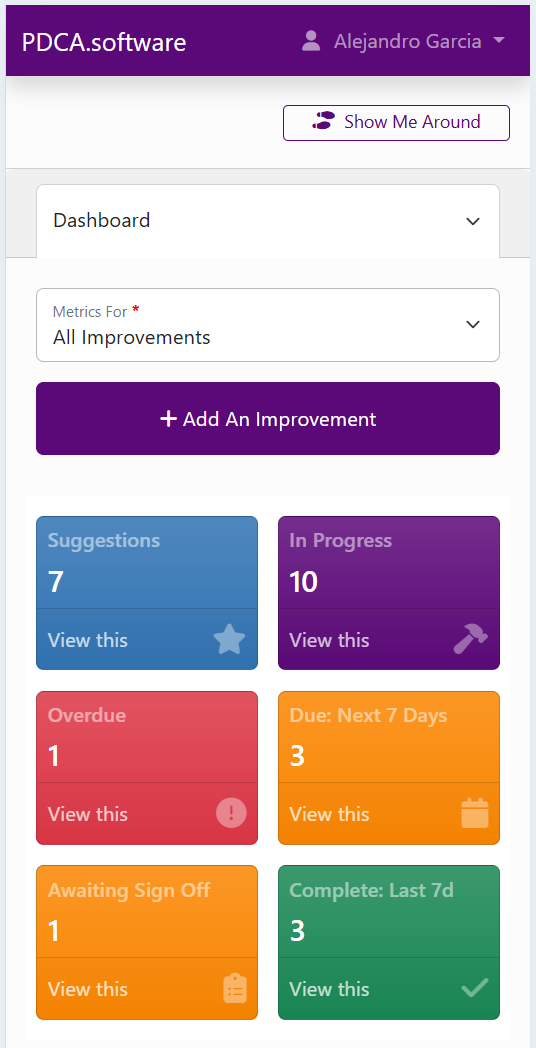 PDCA.software
Alejandro Garcia
Show Me Around
Dashboard
Metrics For *
All Improvements
+ Add An Improvement
Suggestions
7
View this
In Progress
10
View this
Overdue
1
View this
Due: Next 7 Days
3
View this
Awaiting Sign Off
1
View this
Complete: Last 7d
3
View this